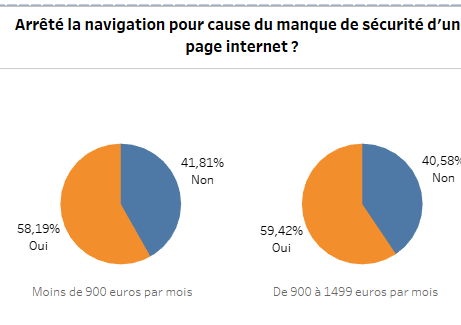 Arrêté la navigation pour cause du manque de sécurité d'un
page internet ?
41,81%
Non
58,19%
Oui
Moins de 900 euros par mois
40,58%
Non
59,42%
Oui
De 900 à 1499 euros par mois